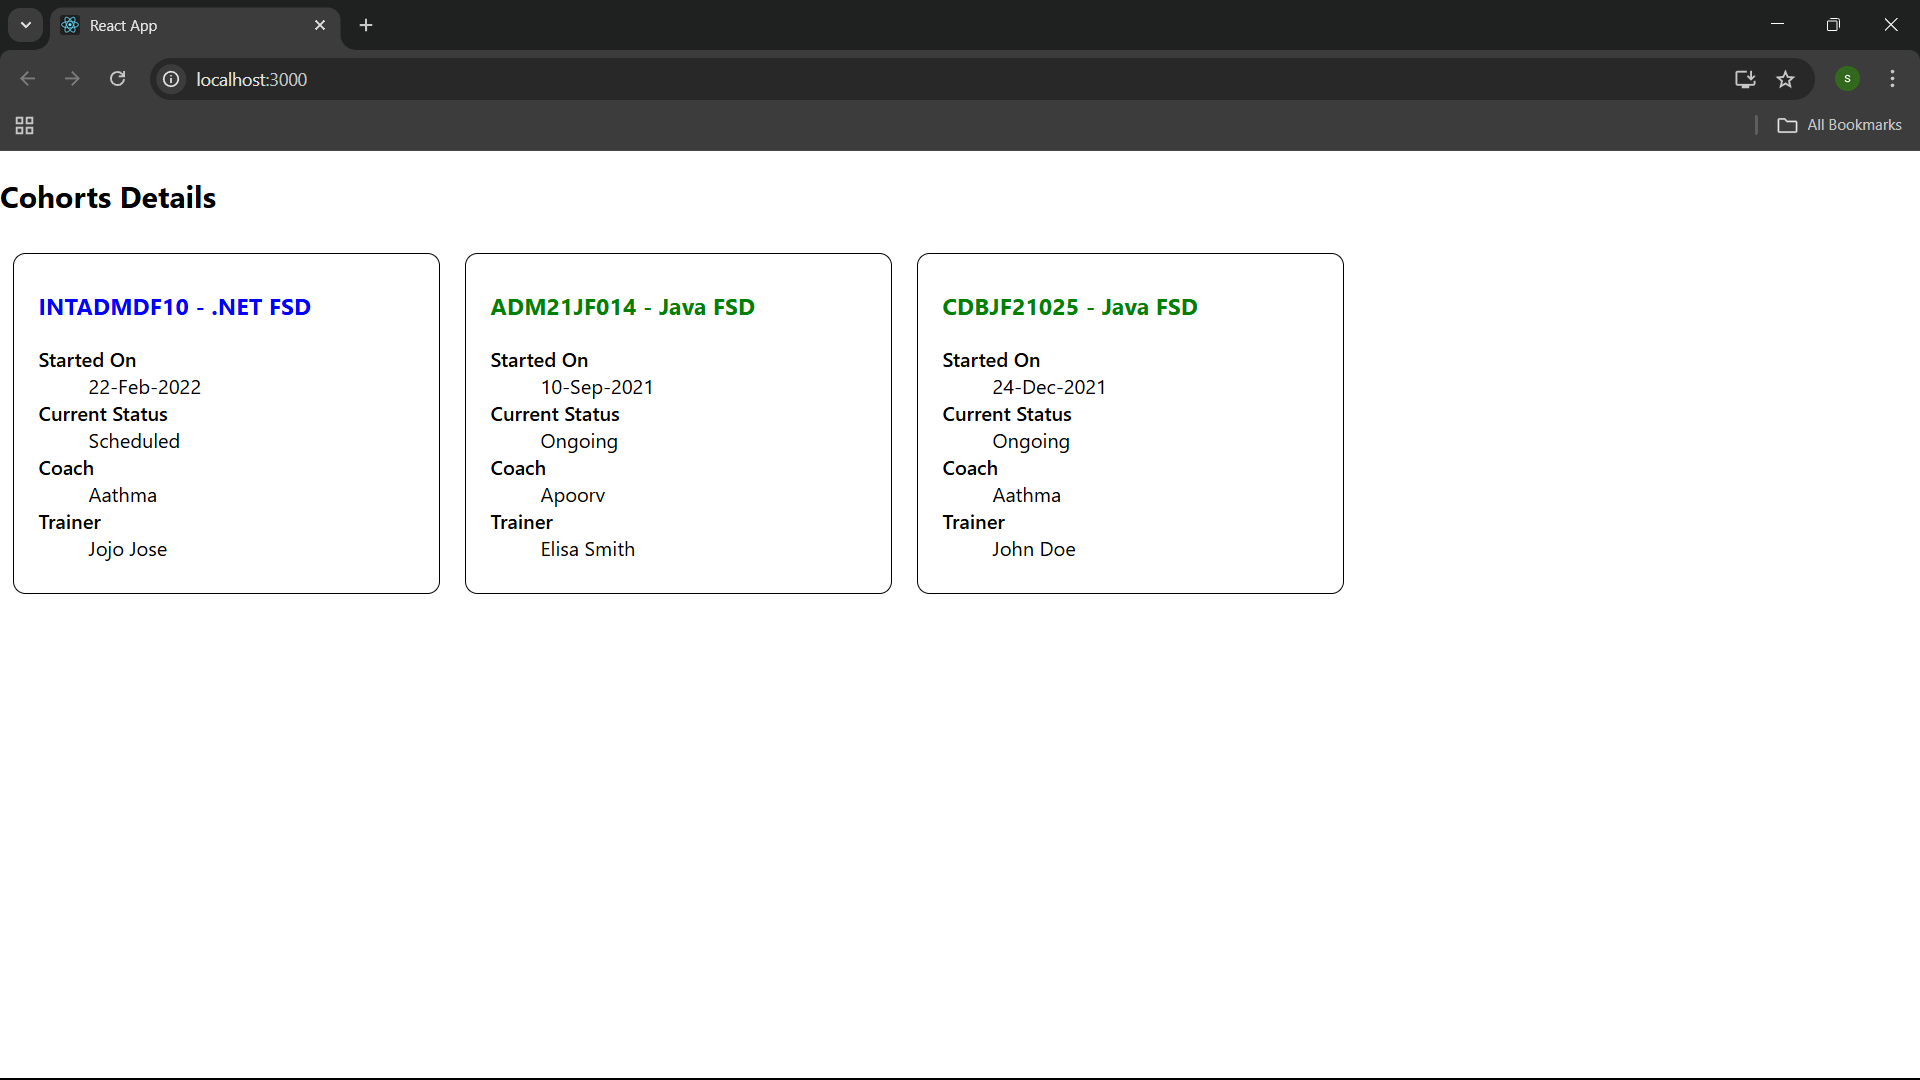 React App
localhost:3000
S
All Bookmarks
Cohorts Details
INTADMDF10 - .NET FSD
Started On
22-Feb-2022
Current Status
Scheduled
Coach
Aathma
Trainer
Jojo Jose
ADM21JF014 - Java FSD
Started On
10-Sep-2021
Current Status
Ongoing
Coach
Apoorv
Trainer
Elisa Smith
CDBJF21025 - Java FSD
Started On
24-Dec-2021
Current Status
Ongoing
Coach
Aathma
Trainer
John Doe